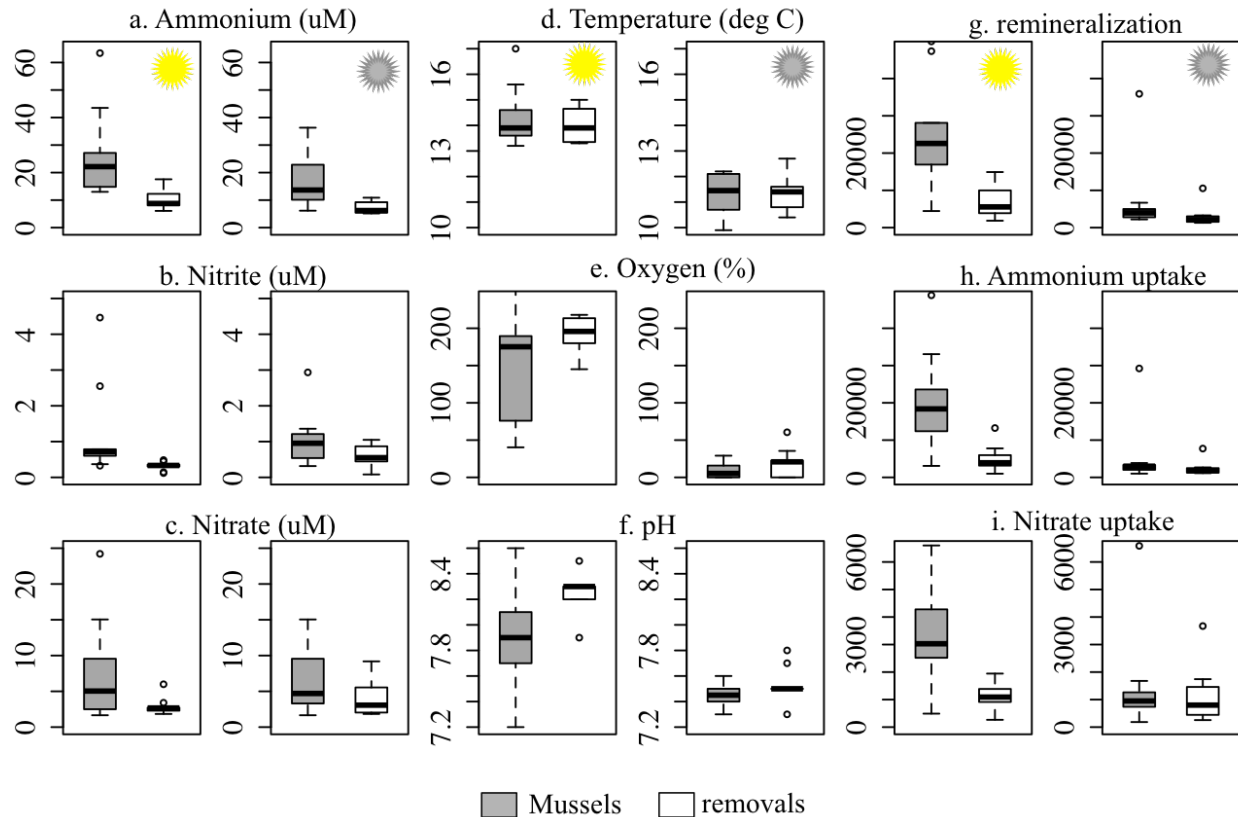 a. Ammonium (uM)
d. Temperature (deg C)
g. remineralization
0 20 40 60
0 20 40 60
10 13 16
10 13 16
0 20000
0 20000
b. Nitrite (uM)
e. Oxygen (%)
h. Ammonium uptake
0 2 4
0 2 4
0 100 200
0 100 200
0 20000
0 20000
c. Nitrate (uM)
f. pH
i. Nitrate uptake
0 10 20
0 10 20
7.2 7.8 8.4
7.2 7.8 8.4
0 3000 6000
0 3000 6000
Mussels removals